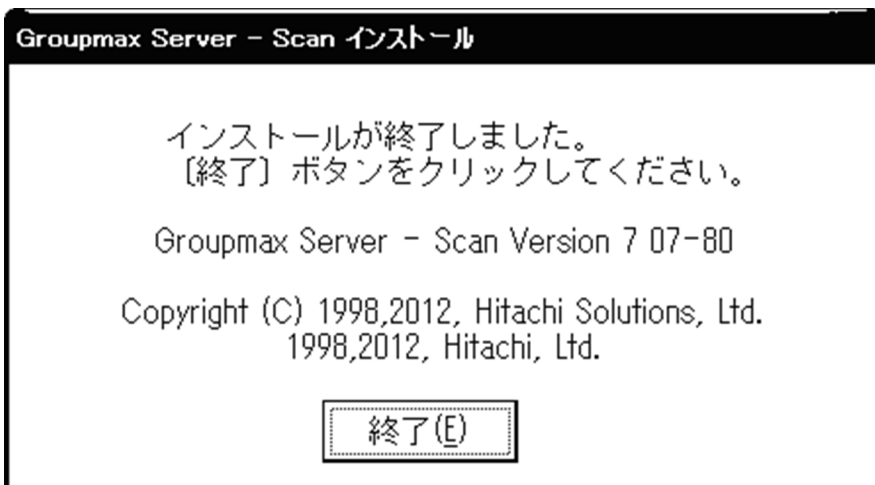 Groupmax Server - Scan インストール
インストールが終了しました。
〔終了〕ボタンをクリックしてください。
Groupmax Server - Scan Version 7 07-80
Copyright (C) 1998,2012, Hitachi Solutions, Ltd.
1998,2012, Hitachi, Ltd.
終了(E)